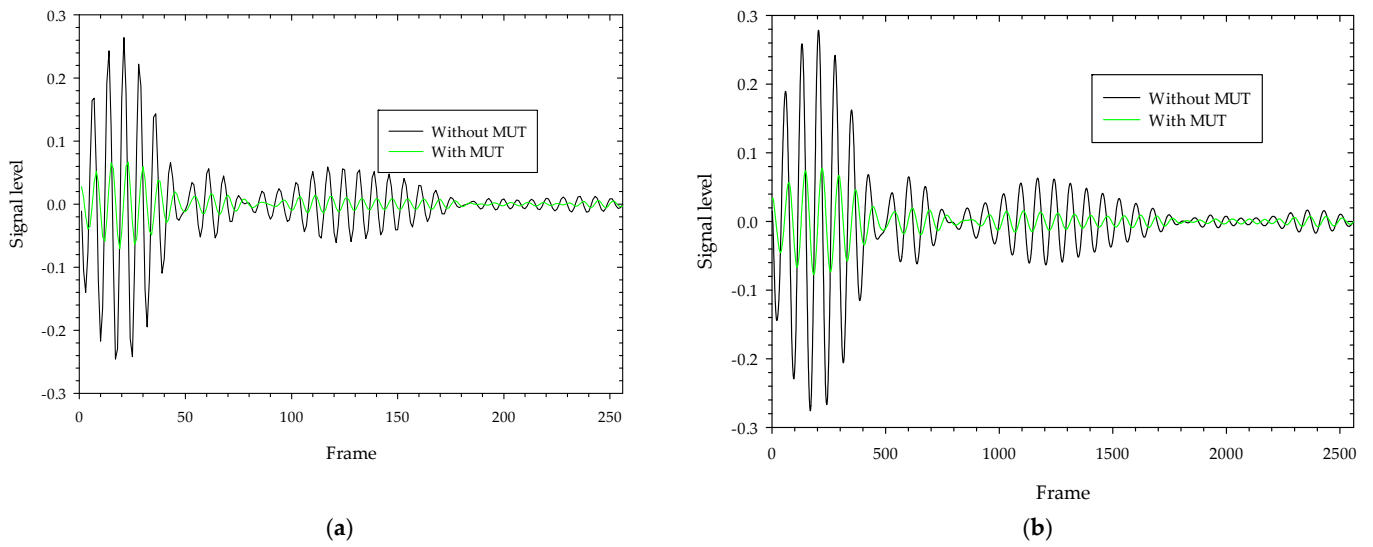 0.3
0.2
0.1
0.0
-0.1
-0.2
-0.3
Signal level
0 50 100 150 200 250
Frame
Without MUT
With MUT
(a)
0.3
0.2
0.1
0.0
-0.1
-0.2
-0.3
Signal level
0 500 1000 1500 2000 2500
Frame
Without MUT
With MUT
(b)